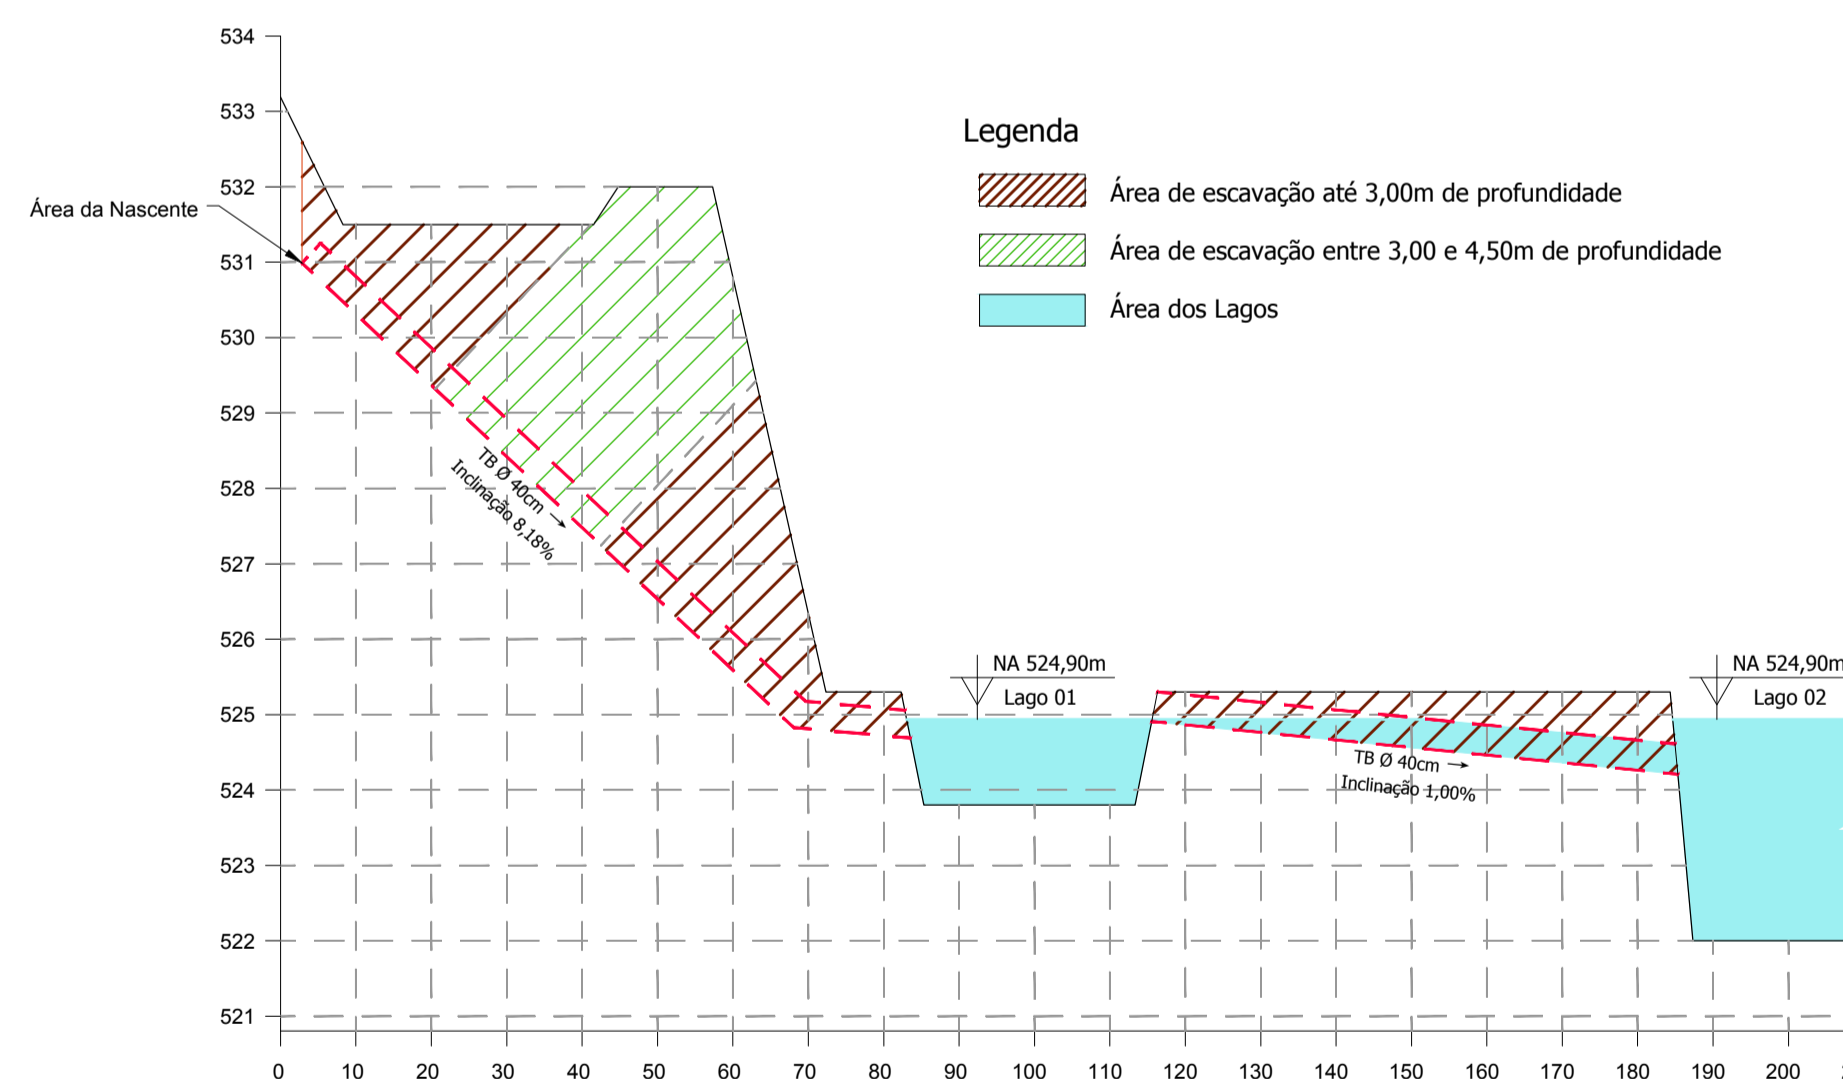 534
533
532
531
530
529
528
527
526
525
524
523
522
521
Área da Nascente
Legenda
Área de escavação até 3,00m de profundidade
Área de escavação entre 3,00 e 4,50m de profundidade
Área dos Lagos
TB Ø 40cm
Inclinação 8,18%
NA 524,90m
Lago 01
TB Ø 40cm
Inclinação 1,00%
NA 524,90m
Lago 02
0 10 20 30 40 50 60 70 80 90 100 110 120 130 140 150 160 170 180 190 200